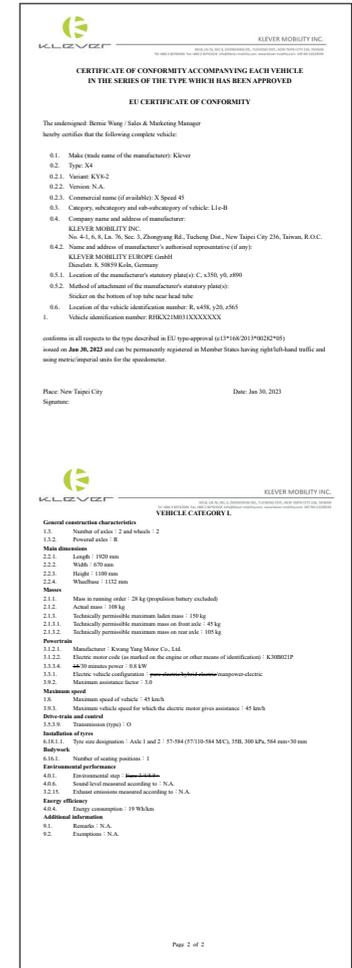 KLEVER
KLEVER MOBILITY INC.
CERTIFICATE OF CONFORMITY ACCOMPANYING EACH VEHICLE
IN THE SERIES OF THE TYPE WHICH HAS BEEN APPROVED
EU CERTIFICATE OF CONFORMITY
The undersigned: Bernie Wang / Sales & Marketing Manager
hereby certifies that the following complete vehicle:
0.1. Make (trade name of the manufacturer): Klever
0.2. Type: X4
0.2.1. Variant: KY8-2
0.2.2. Version: N.A.
0.2.3. Commercial name (if available): X Speed 45
0.3. Category, subcategory and sub-subcategory of vehicle: L1e-B
0.4. Company name and address of manufacturer:
KLEVER MOBILITY INC.
No. 4-1, 6, 8, Ln. 76, Sec. 3, Zhongyang Rd., Tucheng Dist., New Taipei City 236, Taiwan, R.O.C.
0.4.2. Name and address of manufacturer's authorised representative (if any):
KLEVER MOBILITY EUROPE GmbH
Dieselstr. 8, 50859 Koln, Germany
0.5.1. Location of the manufacturer's statutory plate(s): C, x350, y0, z890
0.5.2. Method of attachment of the manufacturer's statutory plate(s):
Sticker on the bottom of top tube near head tube
0.6. Location of the vehicle identification number: R, x458, y20, z565
1. Vehicle identification number: RHKX21M031XXXXXXX
conforms in all respects to the type described in EU type-approval (e13*168/2013*00282*05)
issued on Jan 30, 2023 and can be permanently registered in Member States having right/left-hand traffic and
using metric/imperial units for the speedometer.
Place: New Taipei City Date: Jan 30, 2023
Signature:
KLEVER
KLEVER MOBILITY INC.
VEHICLE CATEGORY L
General construction characteristics
1.3. Number of axles：2 and wheels：2
1.3.2. Powered axles：R
Main dimensions
2.2.1. Length：1920 mm
2.2.2. Width：670 mm
2.2.3. Height：1100 mm
2.2.4. Wheelbase：1132 mm
Masses
2.1.1. Mass in running order：28 kg (propulsion battery excluded)
2.1.2. Actual mass：108 kg
2.1.3. Technically permissible maximum laden mass：150 kg
2.1.3.1. Technically permissible maximum mass on front axle：45 kg
2.1.3.2. Technically permissible maximum mass on rear axle：105 kg
Powertrain
3.1.2.1. Manufacturer：Kwang Yang Motor Co., Ltd.
3.1.2.2. Electric motor code (as marked on the engine or other means of identification)：K30B021P
3.3.3.4. 15/30 minutes power：0.8 kW
3.3.1. Electric vehicle configuration：pure electric/hybrid electric/manpower-electric
3.9.2. Maximum assistance factor：3.0
Maximum speed
1.8. Maximum speed of vehicle：45 km/h
3.9.3. Maximum vehicle speed for which the electric motor gives assistance：45 km/h
Drive-train and control
3.5.3.9. Transmission (type)：O
Installation of tyres
6.18.1.1. Tyre size designation：Axle 1 and 2：57-584 (57/110-584 M/C), 35B, 300 kPa, 584 mm×30 mm
Bodywork
6.16.1. Number of seating positions：1
Environmental performance
4.0.1. Environmental step：
4.0.6. Sound level measured according to：N.A.
3.2.15. Exhaust emissions measured according to：N.A.
Energy efficiency
4.0.4. Energy consumption：19 Wh/km
Additional information
9.1. Remarks：N.A.
9.2. Exemptions：N.A.
Page 2 of 2